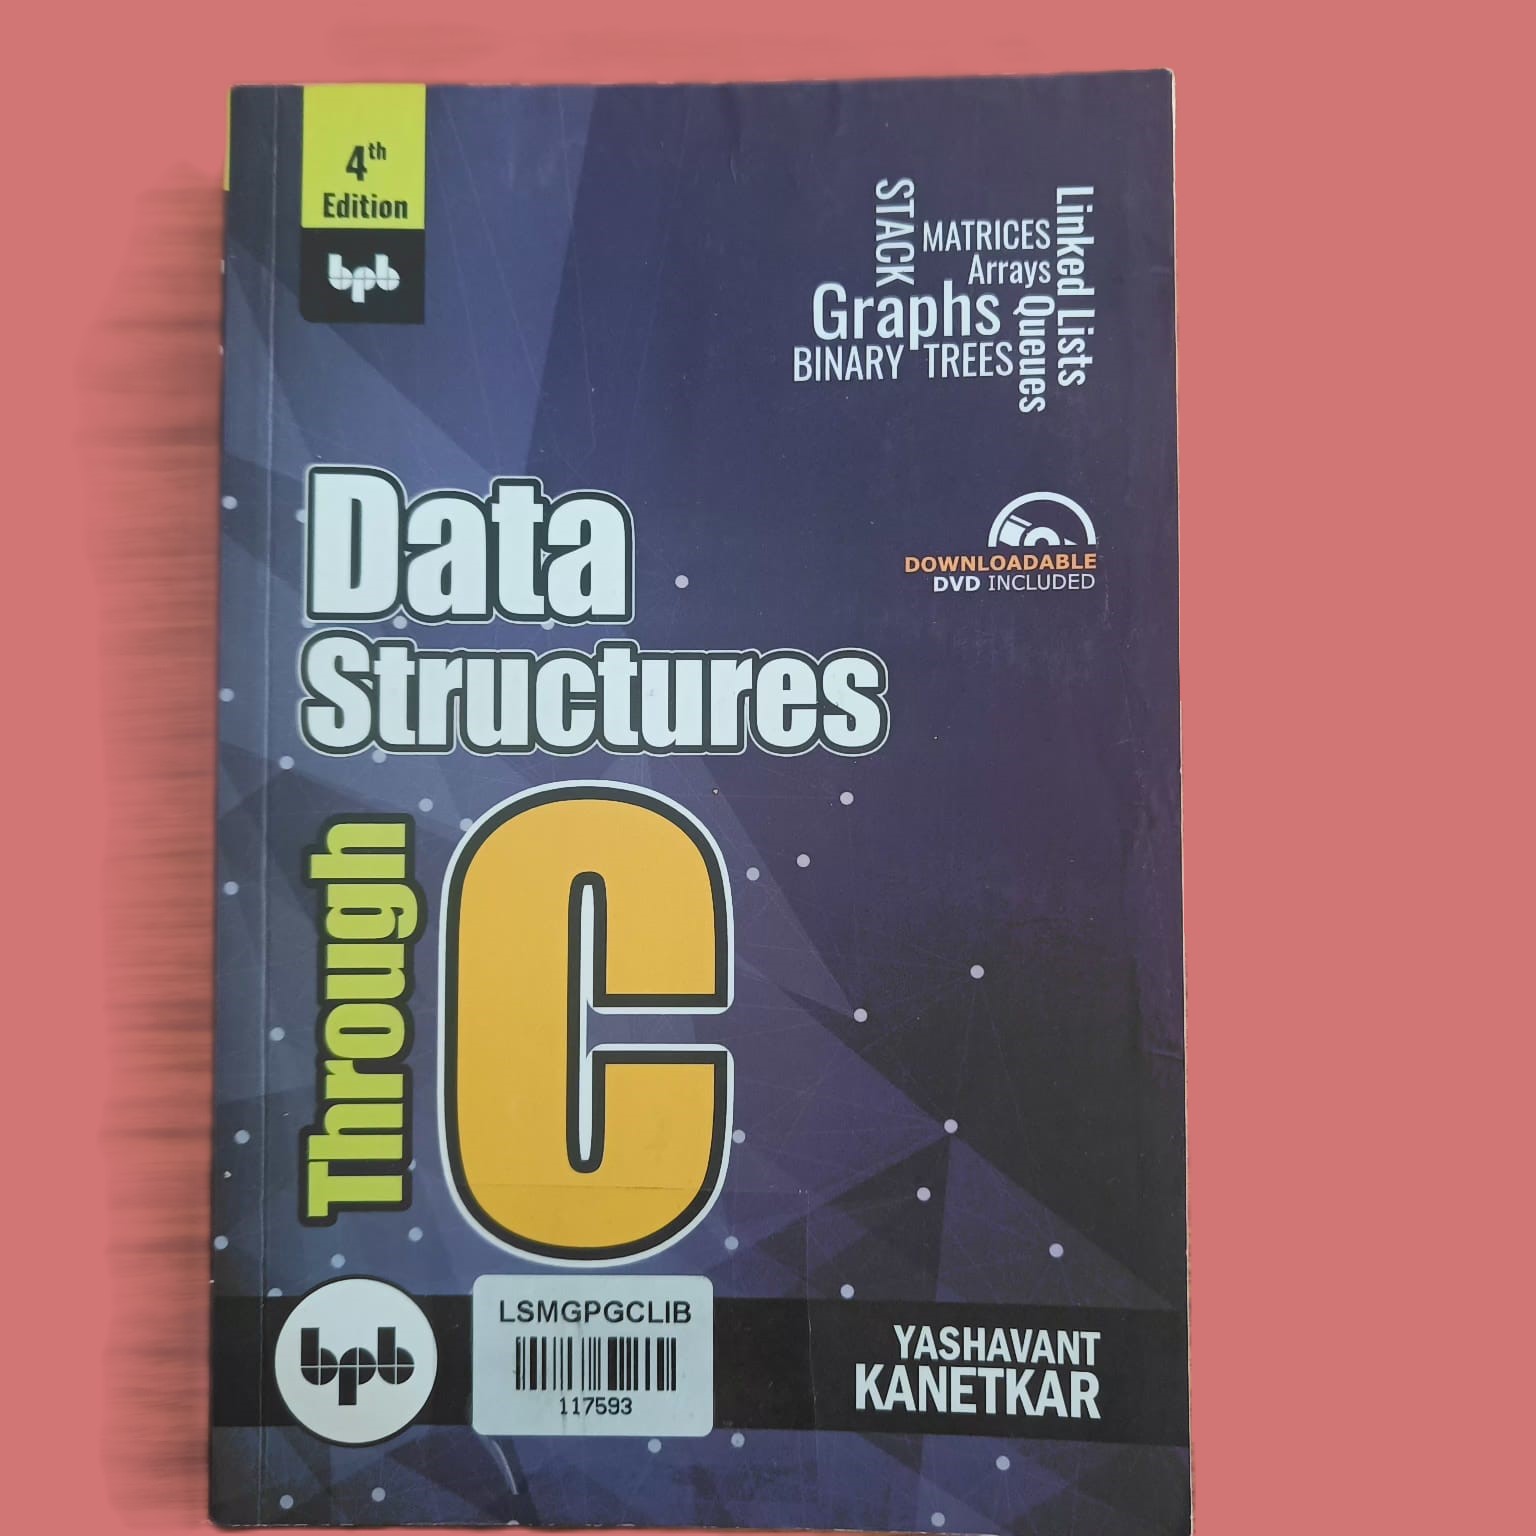 4th
Edition
bpb
STACK
MATRICES
Arrays
Linked Lists
Graphs
Queues
BINARY TREES
Data
Structures
DOWNLOADABLE
DVD INCLUDED
Through
C
bpb
LSMGPGCLIB
117593
YASHAVANT
KANETKAR